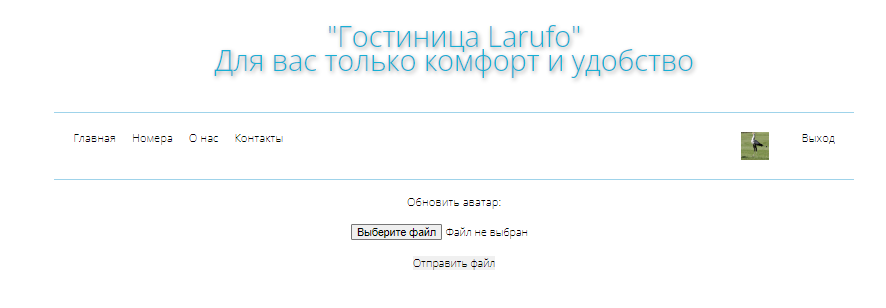 "Гостиница Larufo"
Для вас только комфорт и удобство
Главная Номера О нас Контакты Выход
Обновить аватар:
Выберите файл Файл не выбран
Отправить файл